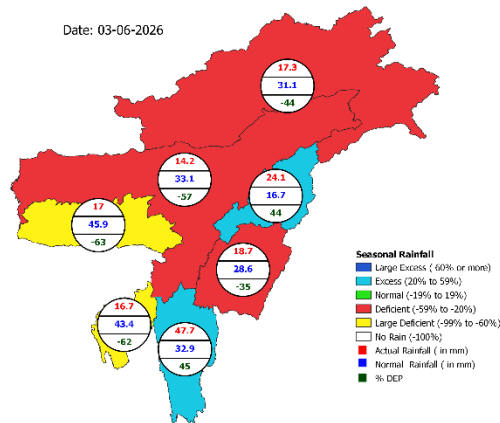 Date: 03-06-2026
17.3
31.1
-44
14.2
33.1
-57
24.1
16.7
44
17
45.9
-63
18.7
28.6
-35
16.7
43.4
-62
47.7
32.9
45
Seasonal Rainfall
Large Excess ( 60% or more)
Excess (20% to 59%)
Normal (-19% to 19%)
Deficient (-59% to -20%)
Large Deficient (-99% to -60%)
No Rain (-100%)
Actual Rainfall ( in mm)
Normal Rainfall ( in mm)
% DEP